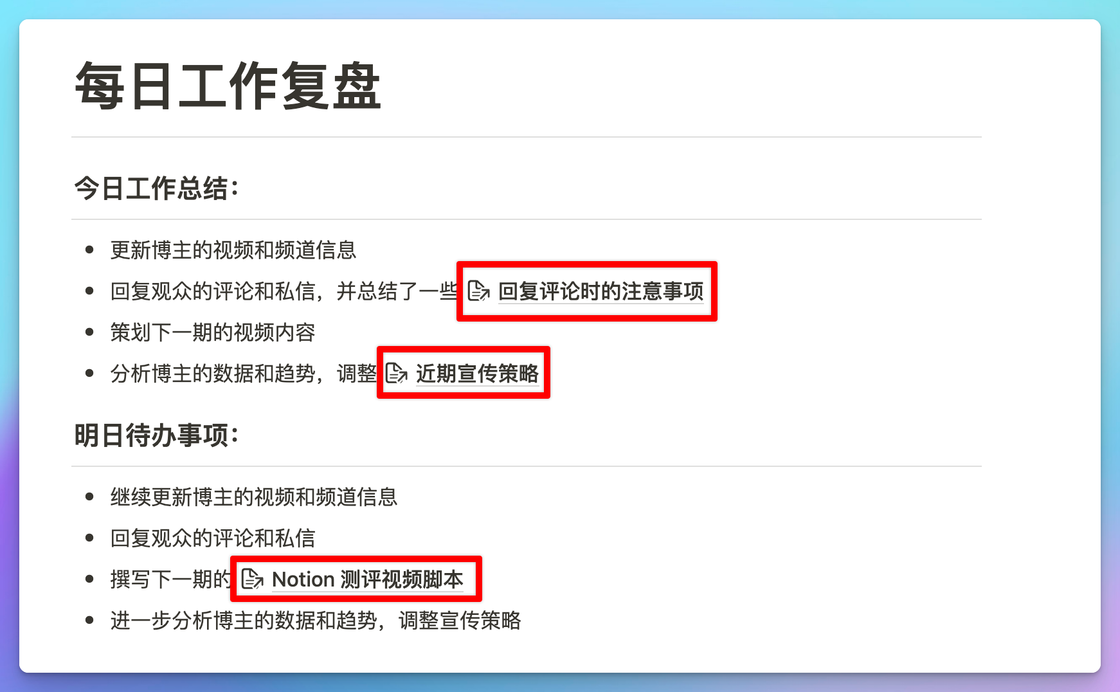 每日工作复盘
今日工作总结：
更新博主的视频和频道信息
回复观众的评论和私信，并总结了一些 回复评论时的注意事项
策划下一期的视频内容
分析博主的数据和趋势，调整 近期宣传策略
明日待办事项：
继续更新博主的视频和频道信息
回复观众的评论和私信
撰写下一期的 Notion 测评视频脚本
进一步分析博主的数据和趋势，调整宣传策略